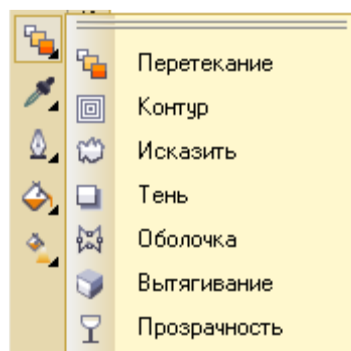 Перетекание
Контур
Исказить
Тень
Оболочка
Вытягивание
Прозрачность